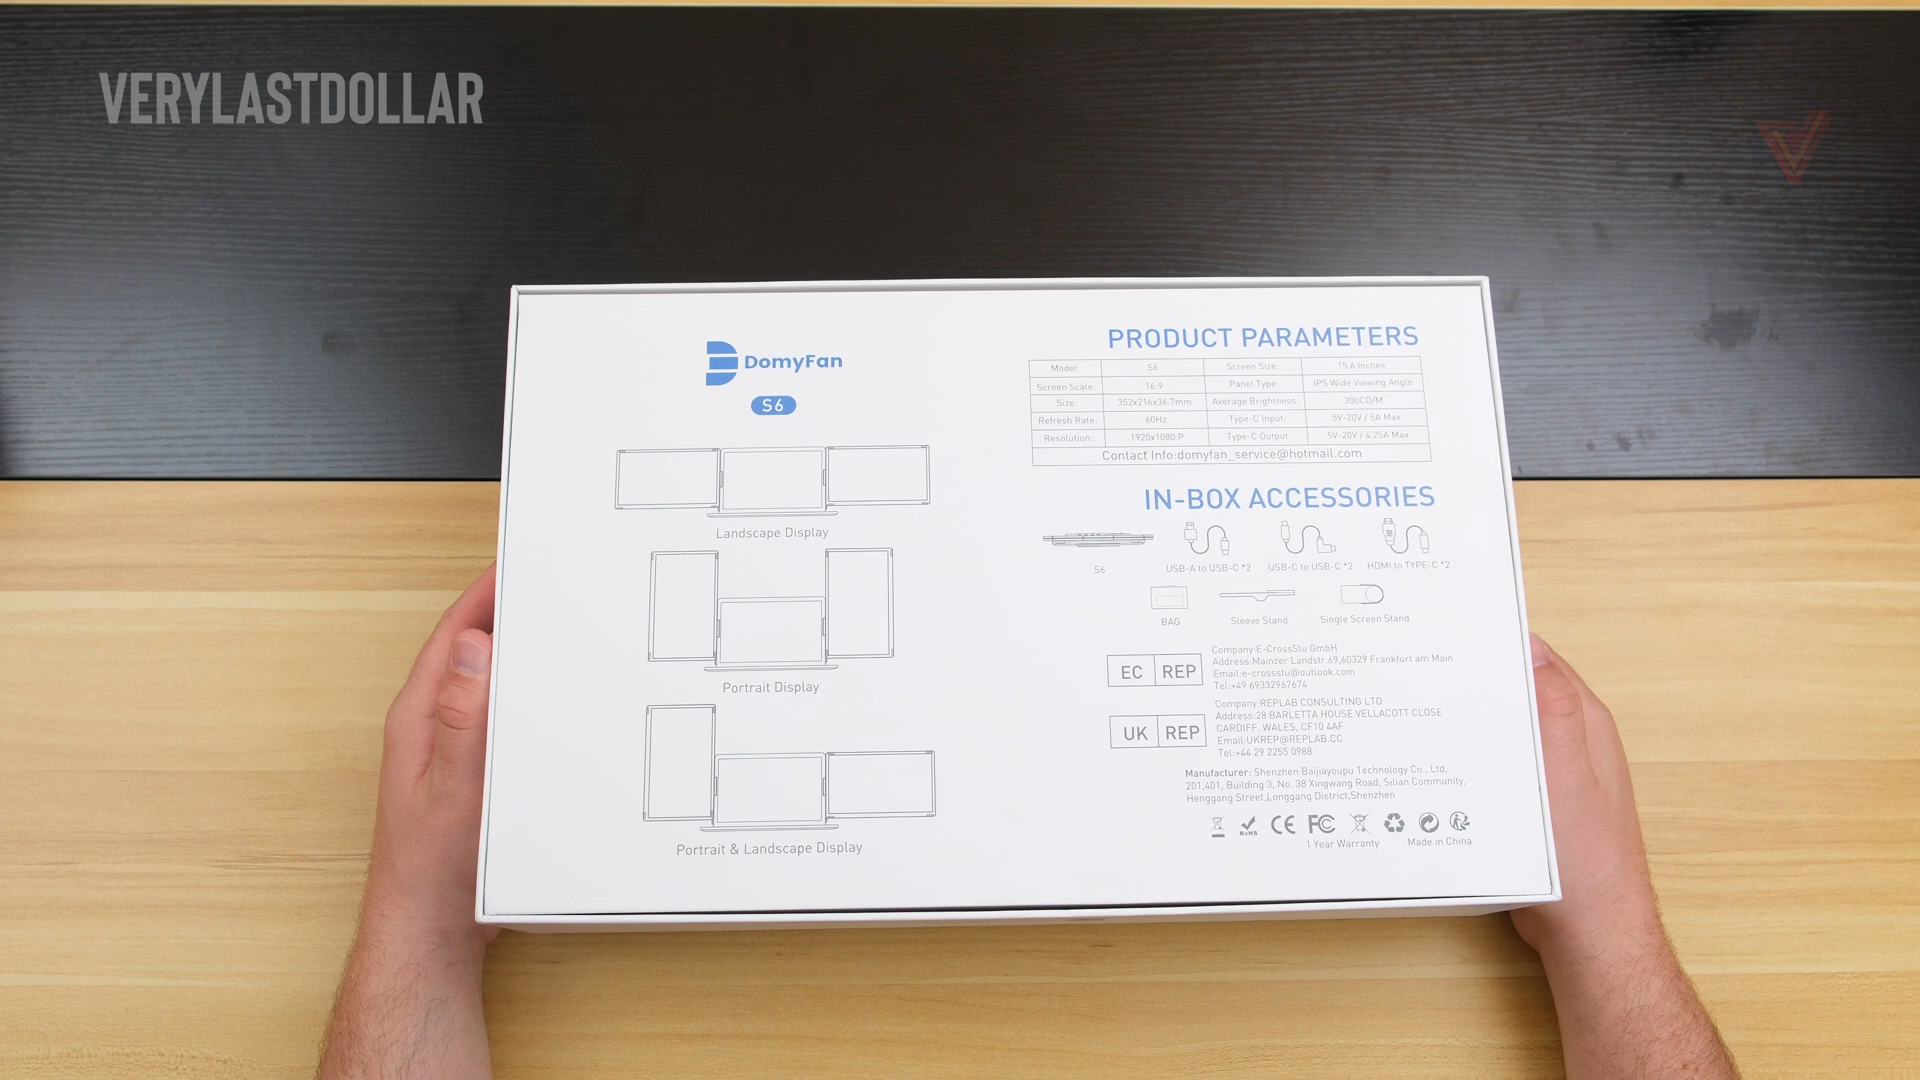 VERYLASTDOLLAR
DomyFan
S6
Landscape Display
Portrait Display
Portrait & Landscape Display
PRODUCT PARAMETERS
Model: S6 Screen Size: 15.6 Inches
Screen Scale: 16:9 Panel Type: IPS Wide Viewing Angle
Size: 352x216x36.7mm Average Brightness: 300CD/M²
Refresh Rate: 60Hz Type-C Input: 5V-20V / 5A Max
Resolution: 1920x1080 P Type-C Output: 5V-20V / 4.25A Max
Contact Info:domyfan_service@hotmail.com
IN-BOX ACCESSORIES
S6 USB-A to USB-C *2 USB-C to USB-C *2 HDMI to TYPE-C *2
BAG Sleeve Stand Single Screen Stand
EC REP
Company:E-CrossStu GmbH
Address:Mainzer Landstr.69,60329 Frankfurt am Main
Email:e-crossstu@outlook.com
Tel:+49 69332967674
UK REP
Company:REPLAB CONSULTING LTD
Address:28 BARLETTA HOUSE VELLACOTT CLOSE
CARDIFF, WALES, CF10 4AF
Email:UKREP@REPLAB.CC
Tel:+44 29 2255 0988
Manufacturer: Shenzhen Baijiayoupu Technology Co., Ltd,
201,401, Building 3, No. 38 Xingwang Road, Silian Community,
Henggang Street,Longgang District,Shenzhen
RoHS CE FC
1 Year Warranty Made in China